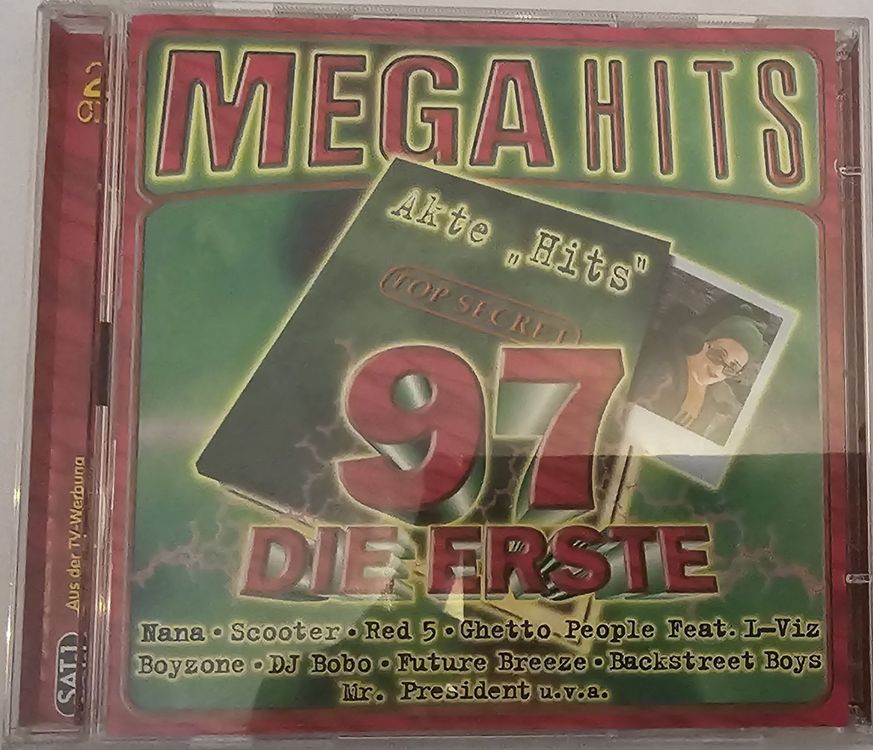 MEGA HITS
Akte „Hits"
TOP SECRET
97
DIE ERSTE
Nana • Scooter • Red 5 • Ghetto People Feat. L-Viz
Boyzone • DJ Bobo • Future Breeze • Backstreet Boys
Mr. President u.v.a.
2
Aus der TV-Werbung
SAT.1